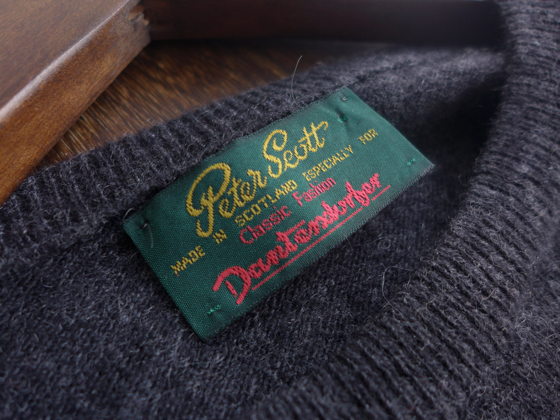 Peter Scott
MADE IN SCOTLAND ESPECIALLY FOR
Classic Fashion